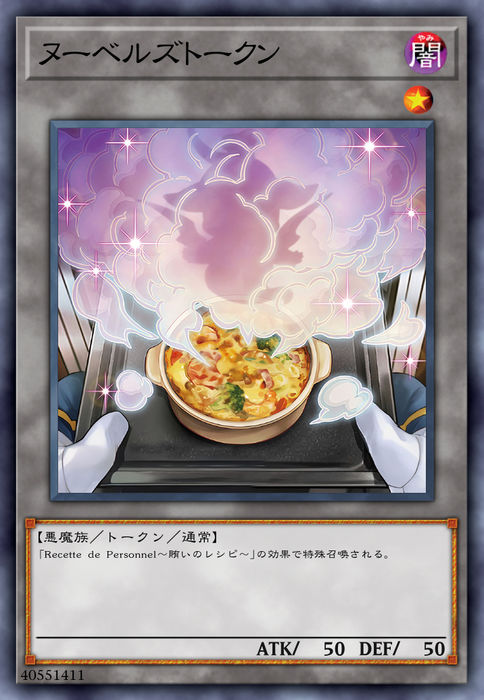 ヌーベルズトークン
やみ
闇
【悪魔族／トークン／通常】
「Recette de Personnel～賄いのレシピ～」の効果で特殊召喚される。
ATK/ 50 DEF/ 50
40551411